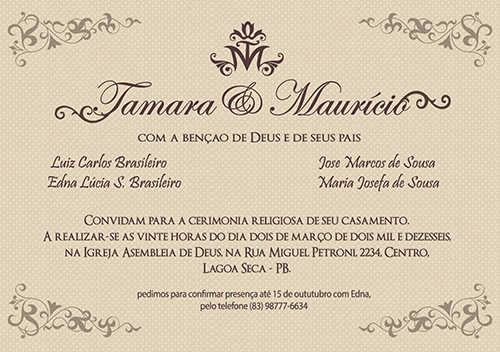 TM
Tamara & Maurício
com a bençao de Deus e de seus pais
Luiz Carlos Brasileiro
Jose Marcos de Sousa
Edna Lúcia S. Brasileiro
Maria Josefa de Sousa
Convidam para a cerimonia religiosa de seu casamento.
A realizar-se as vinte horas do dia dois de março de dois mil e dezesseis,
na Igreja Asembleia de Deus, na Rua Miguel Petroni, 2234, Centro,
Lagoa Seca - PB.
pedimos para confirmar presença até 15 de oututubro com Edna,
pelo telefone (83) 98777-6634